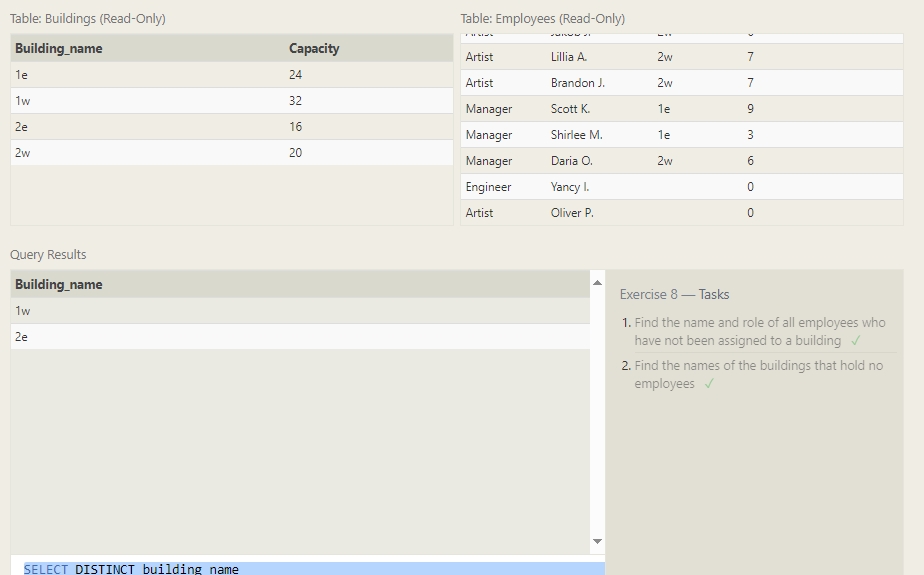 Table: Buildings (Read-Only)
Table: Employees (Read-Only)
Building_name Capacity
1e 24
1w 32
2e 16
2w 20
Artist Lillia A. 2w 7
Artist Brandon J. 2w 7
Manager Scott K. 1e 9
Manager Shirlee M. 1e 3
Manager Daria O. 2w 6
Engineer Yancy I. 0
Artist Oliver P. 0
Query Results
Building_name
1w
2e
Exercise 8 — Tasks
1. Find the name and role of all employees who
have not been assigned to a building ✓
2. Find the names of the buildings that hold no
employees ✓
SELECT DISTINCT building_name